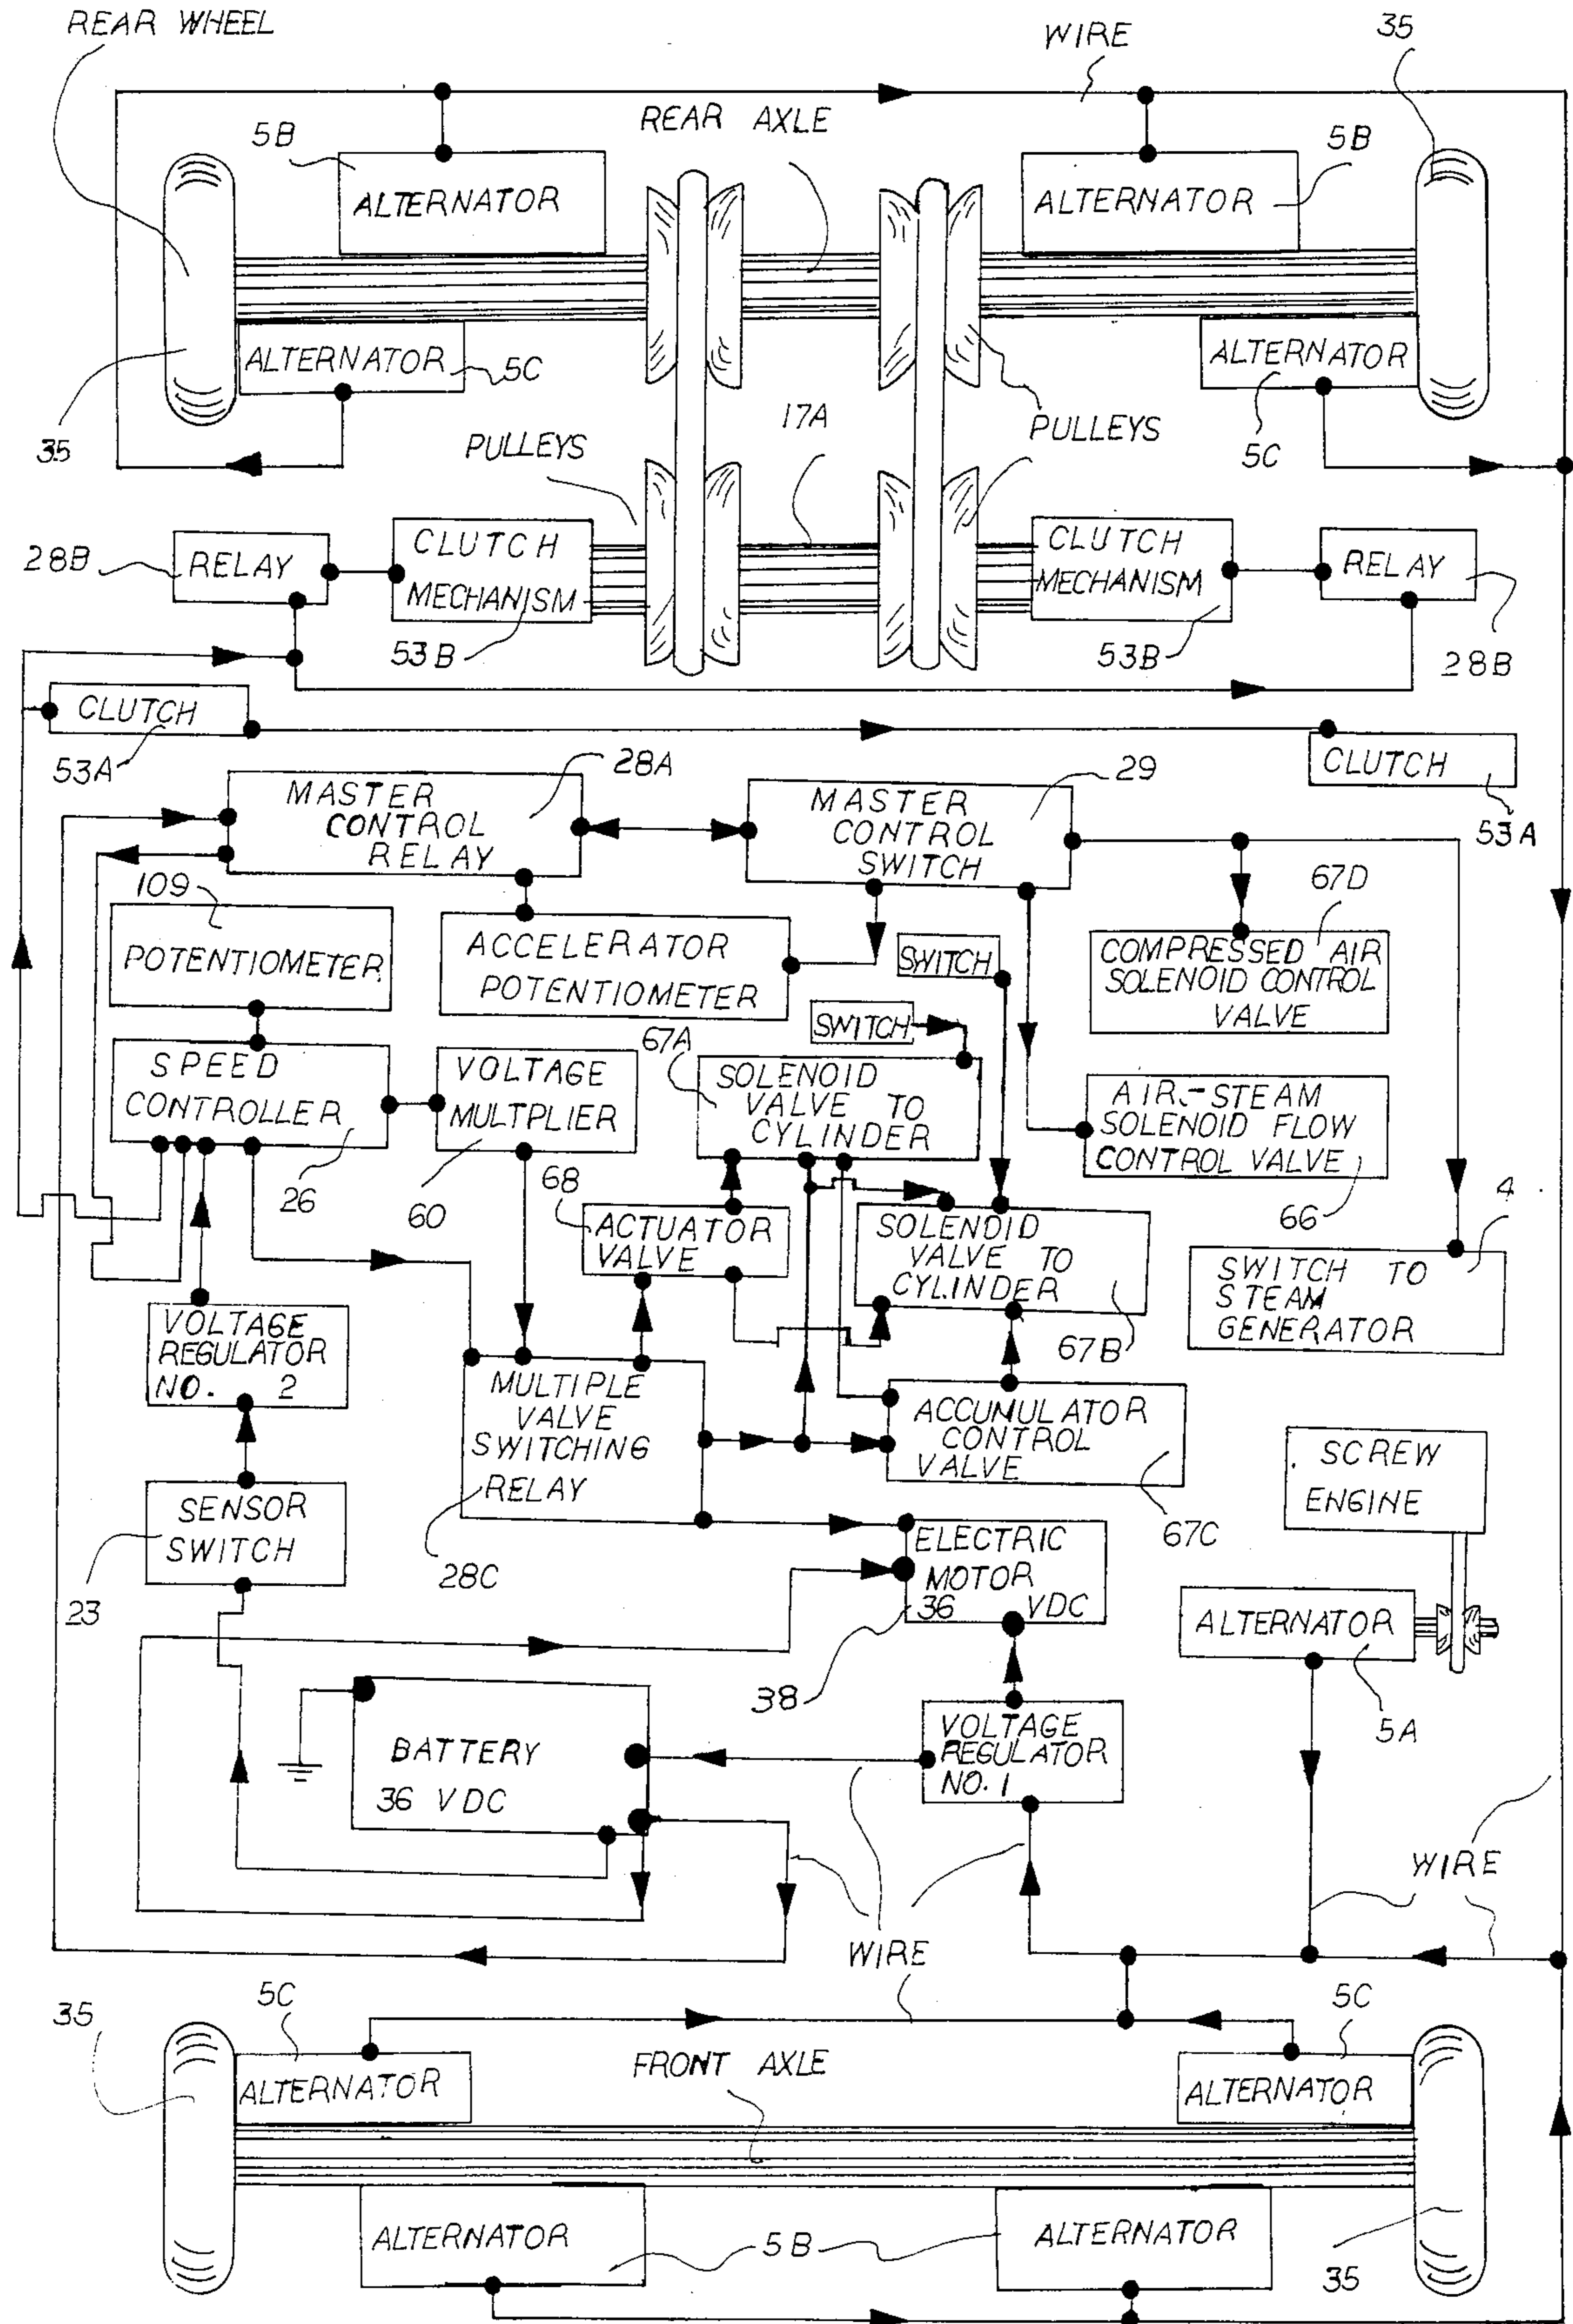 REAR WHEEL
WIRE
35
REAR AXLE
5B
5B
ALTERNATOR
ALTERNATOR
ALTERNATOR
5C
ALTERNATOR
5C
35
17A
PULLEYS
PULLEYS
28B
RELAY
CLUTCH
MECHANISM
53B
CLUTCH
MECHANISM
53B
RELAY
28B
CLUTCH
53A
CLUTCH
53A
28A
MASTER
CONTROL
RELAY
29
MASTER
CONTROL
SWITCH
67D
109
POTENTIOMETER
ACCELERATOR
POTENTIOMETER
SWITCH
COMPRESSED AIR
SOLENOID CONTROL
VALVE
SWITCH
67A
SPEED
CONTROLLER
26
VOLTAGE
MULTPLIER
60
SOLENOID
VALVE TO
CYLINDER
AIR-STEAM
SOLENOID FLOW
CONTROL VALVE
66
68
ACTUATOR
VALVE
SOLENOID
VALVE TO
CYLINDER
67B
4
SWITCH TO
STEAM
GENERATOR
VOLTAGE
REGULATOR
NO. 2
MULTIPLE
VALVE
SWITCHING
RELAY
28C
ACCUMULATOR
CONTROL
VALVE
67C
SCREW
ENGINE
SENSOR
SWITCH
23
ELECTRIC
MOTOR
36 VDC
38
ALTERNATOR
5A
BATTERY
36 VDC
VOLTAGE
REGULATOR
NO. 1
WIRE
WIRE
35
5C
5C
ALTERNATOR
FRONT AXLE
ALTERNATOR
ALTERNATOR
5B
ALTERNATOR
35